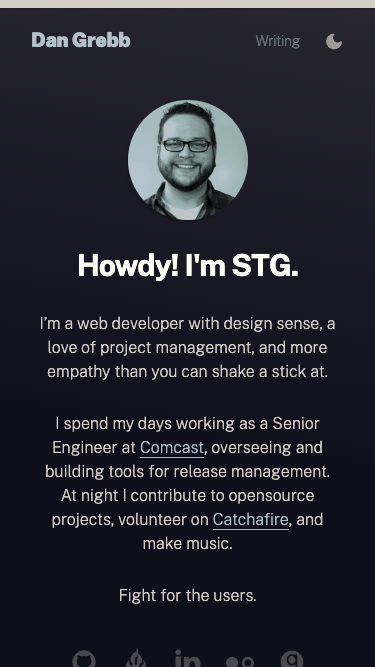 Dan Grebb
Writing
Howdy! I'm STG.
I’m a web developer with design sense, a
love of project management, and more
empathy than you can shake a stick at.
I spend my days working as a Senior
Engineer at Comcast, overseeing and
building tools for release management.
At night I contribute to opensource
projects, volunteer on Catchafire, and
make music.
Fight for the users.